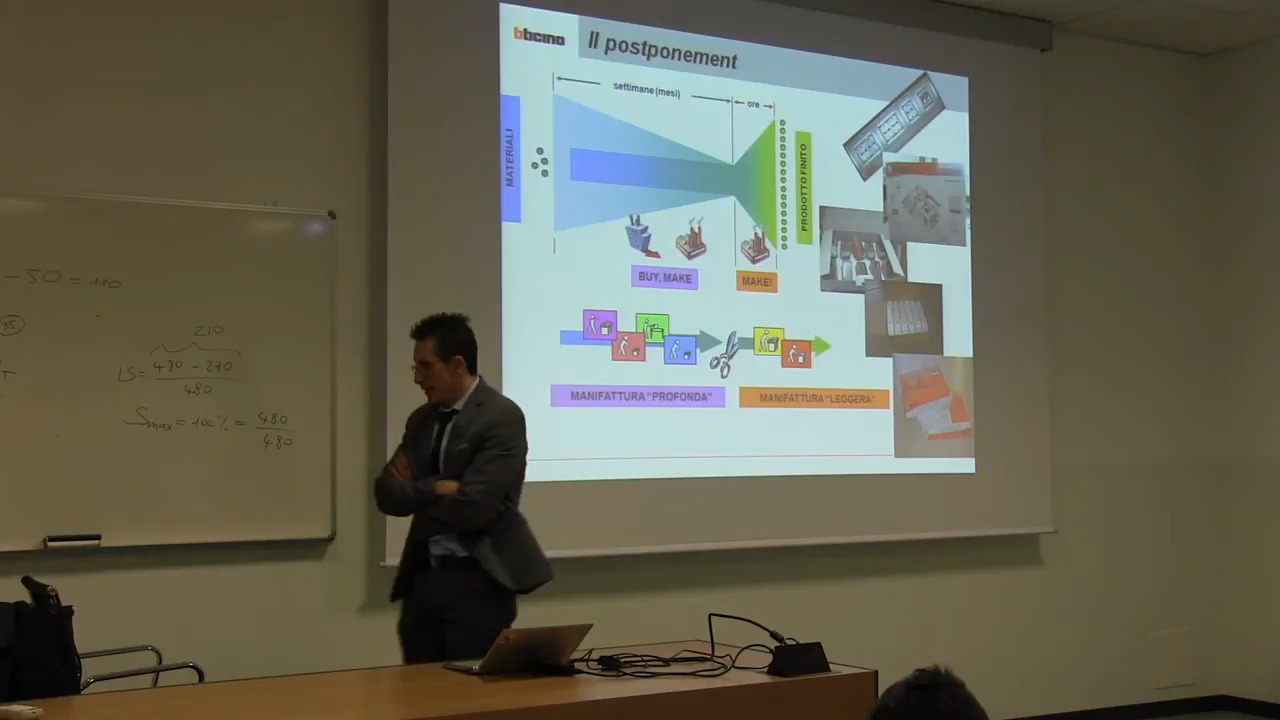 - 50 = 110
35
T
210
LS = 480 - 270
480
Smax = 100% = 480
480
bticino
Il postponement
settimane (mesi)
ore
MATERIALI
PRODOTTO FINITO
BUY, MAKE
MAKE!
MANIFATTURA "PROFONDA"
MANIFATTURA "LEGGERA"